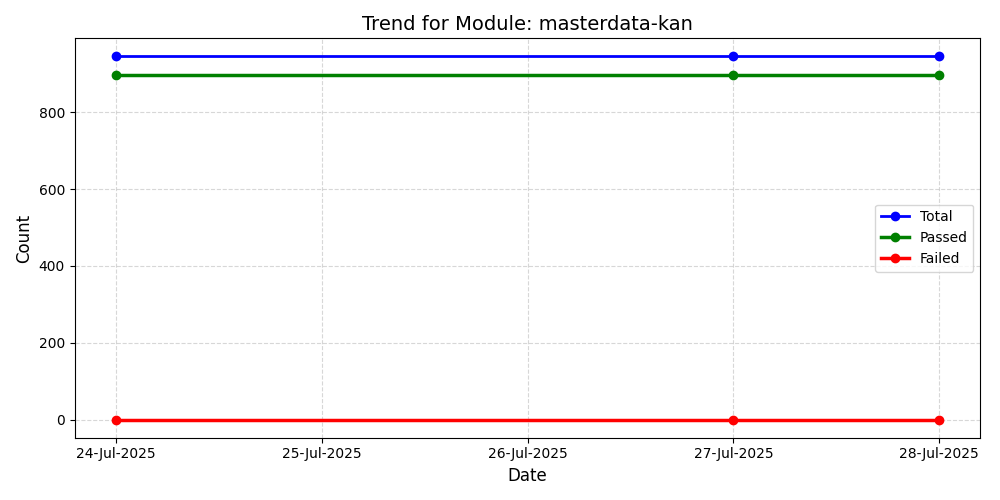 Trend for Module: masterdata-kan
Count
800
600
400
200
0
Total
Passed
Failed
24-Jul-2025
25-Jul-2025
26-Jul-2025
27-Jul-2025
28-Jul-2025
Date